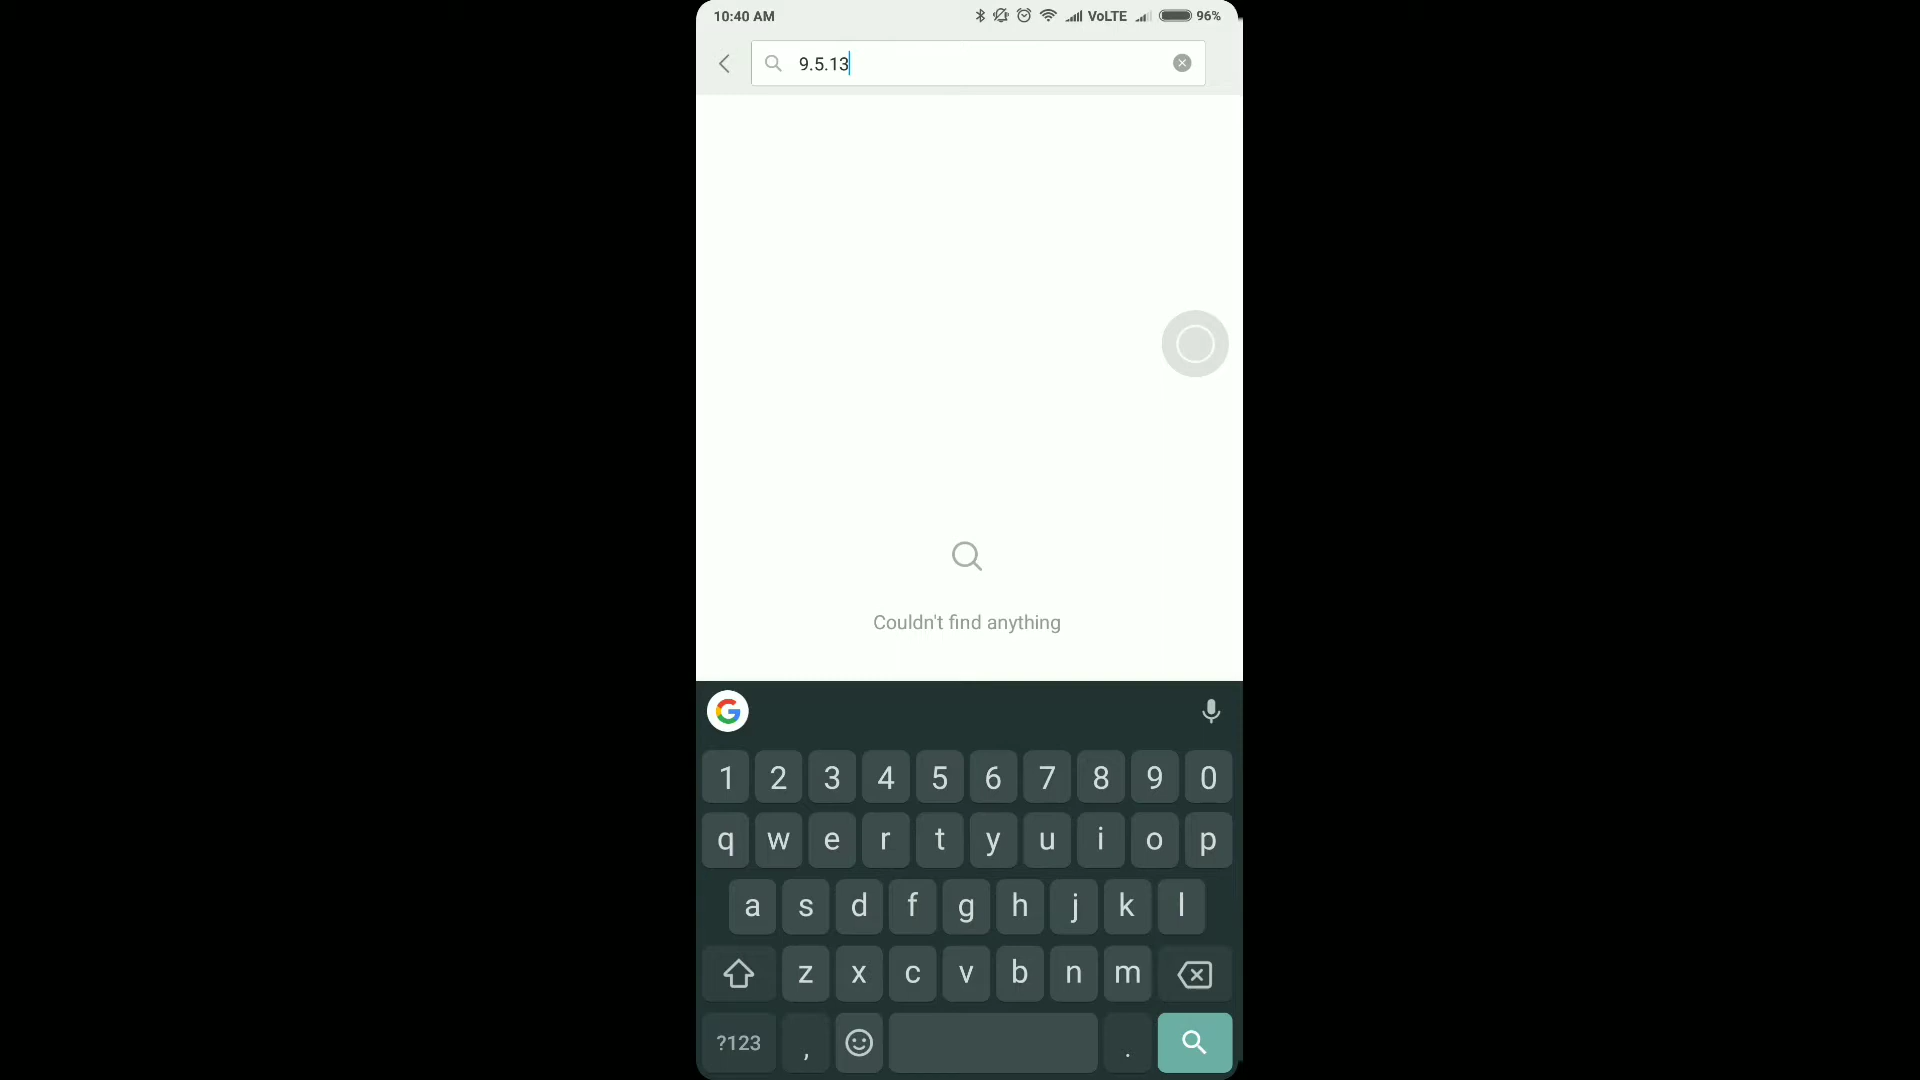 10:40 AM VoLTE 96%
9.5.13
Couldn't find anything
1 2 3 4 5 6 7 8 9 0
q w e r t y u i o p
a s d f g h j k l
z x c v b n m
?123 , .